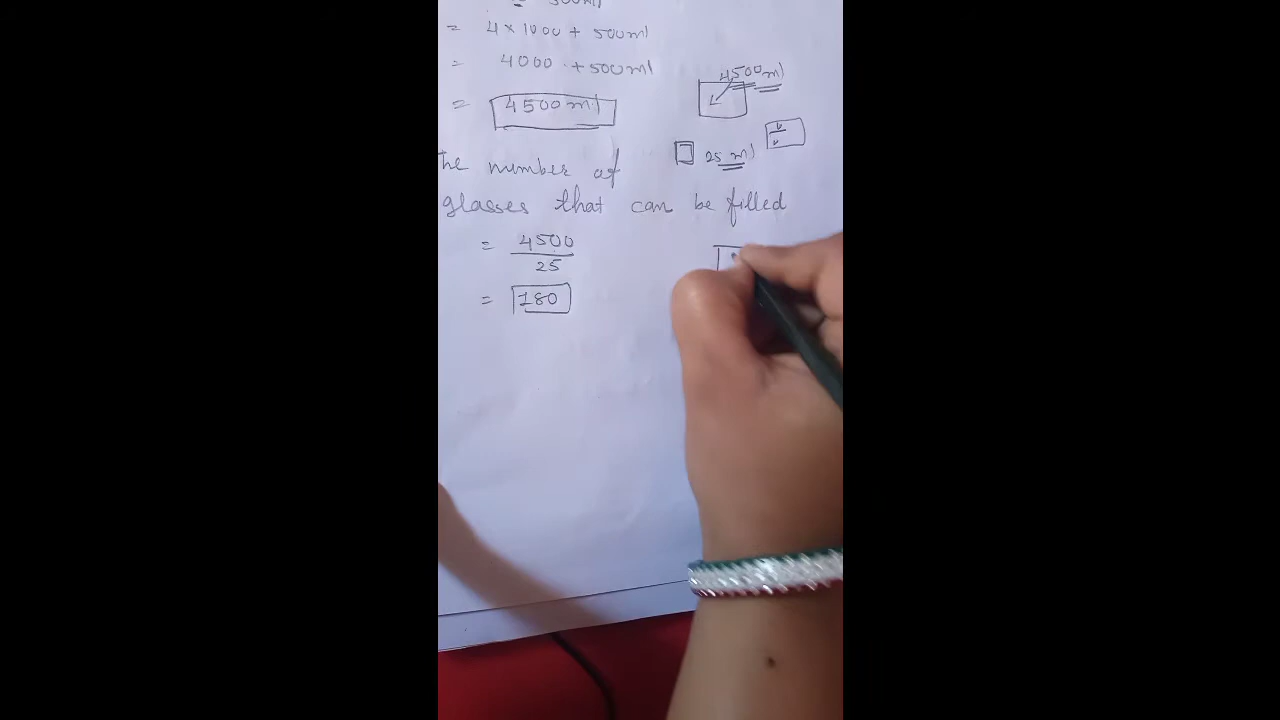 500ml
= 4 × 1000 + 500ml
= 4000 + 500ml
= 4500ml
4500ml
25 ml
÷
The number of
glasses that can be filled
= 4500
25
= 180